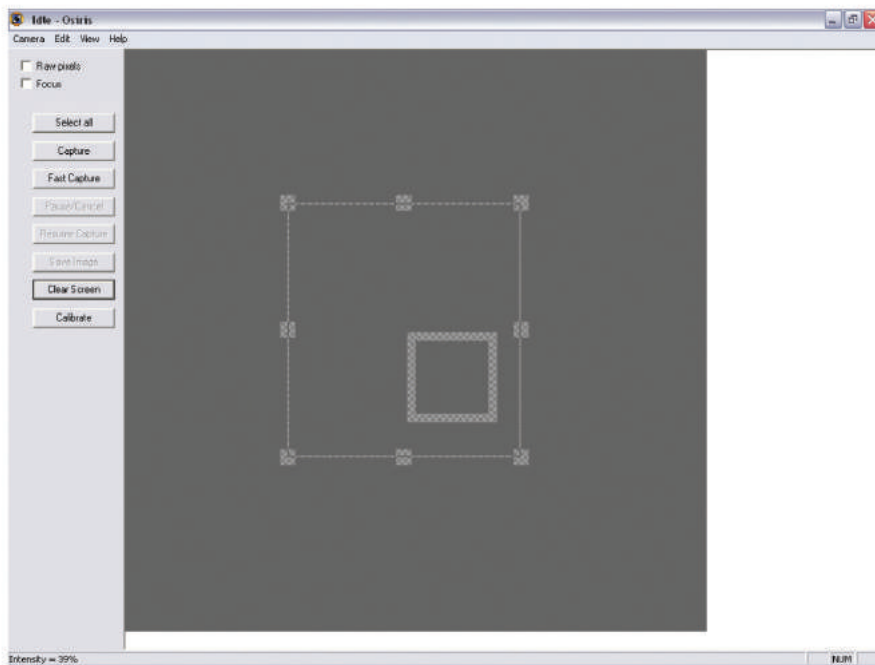 Idle - Osiris
Camera Edit View Help
Raw pixels
Focus
Select all
Capture
Fast Capture
Pause/Cancel
Resume Capture
Save Image
Clear Screen
Calibrate
Intensity = 39%
NUM